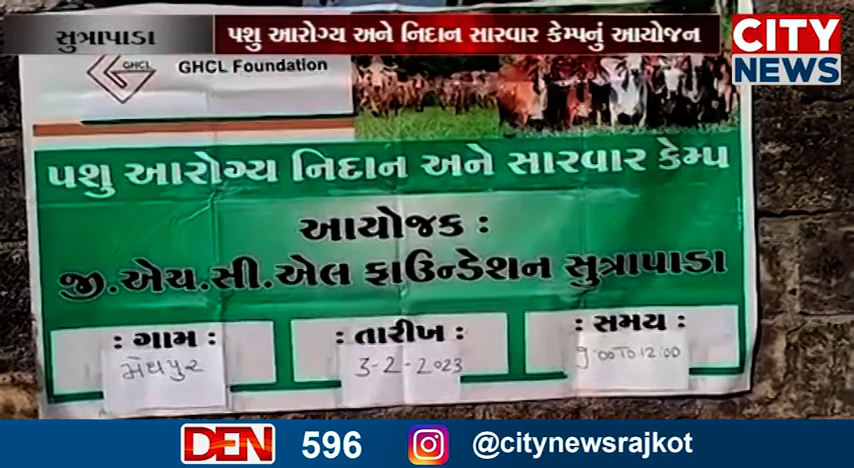 સુત્રાપાડા
પશુ આરોગ્ય અને નિદાન સારવાર કેમ્પનું આયોજન
CITY
NEWS
GHCL
GHCL Foundation
પશુ આરોગ્ય નિદાન અને સારવાર કેમ્પ
આયોજક :
જી.એચ.સી.એલ ફાઉન્ડેશન સુત્રાપાડા
: ગામ :
: તારીખ :
: સમય :
મેઘપુર
3-2-2023
9:00 TO 12:00
DEN 596 @citynewsrajkot